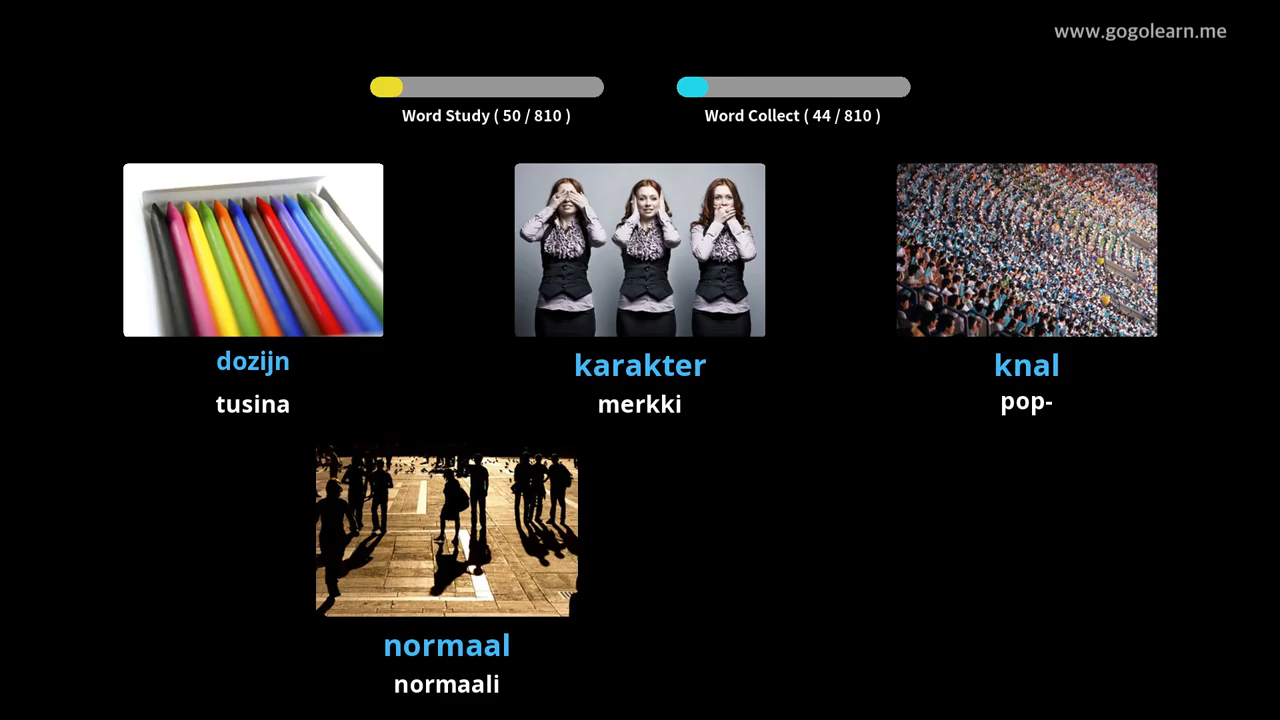 www.gogolearn.me
Word Study ( 50 / 810 )
Word Collect ( 44 / 810 )
dozijn
tusina
karakter
merkki
knal
pop-
normaal
normaali